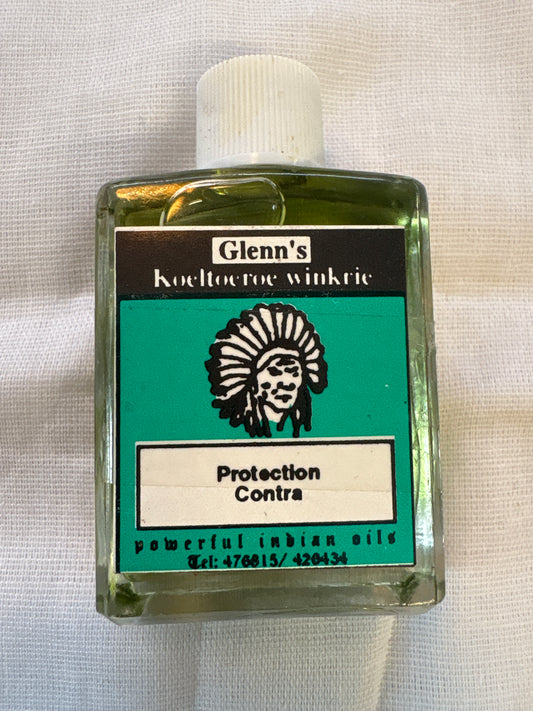 Glenn's
Koeltoeroe winkrie
Protection
Contra
powerful indian oils
Tel: 476815/ 420434